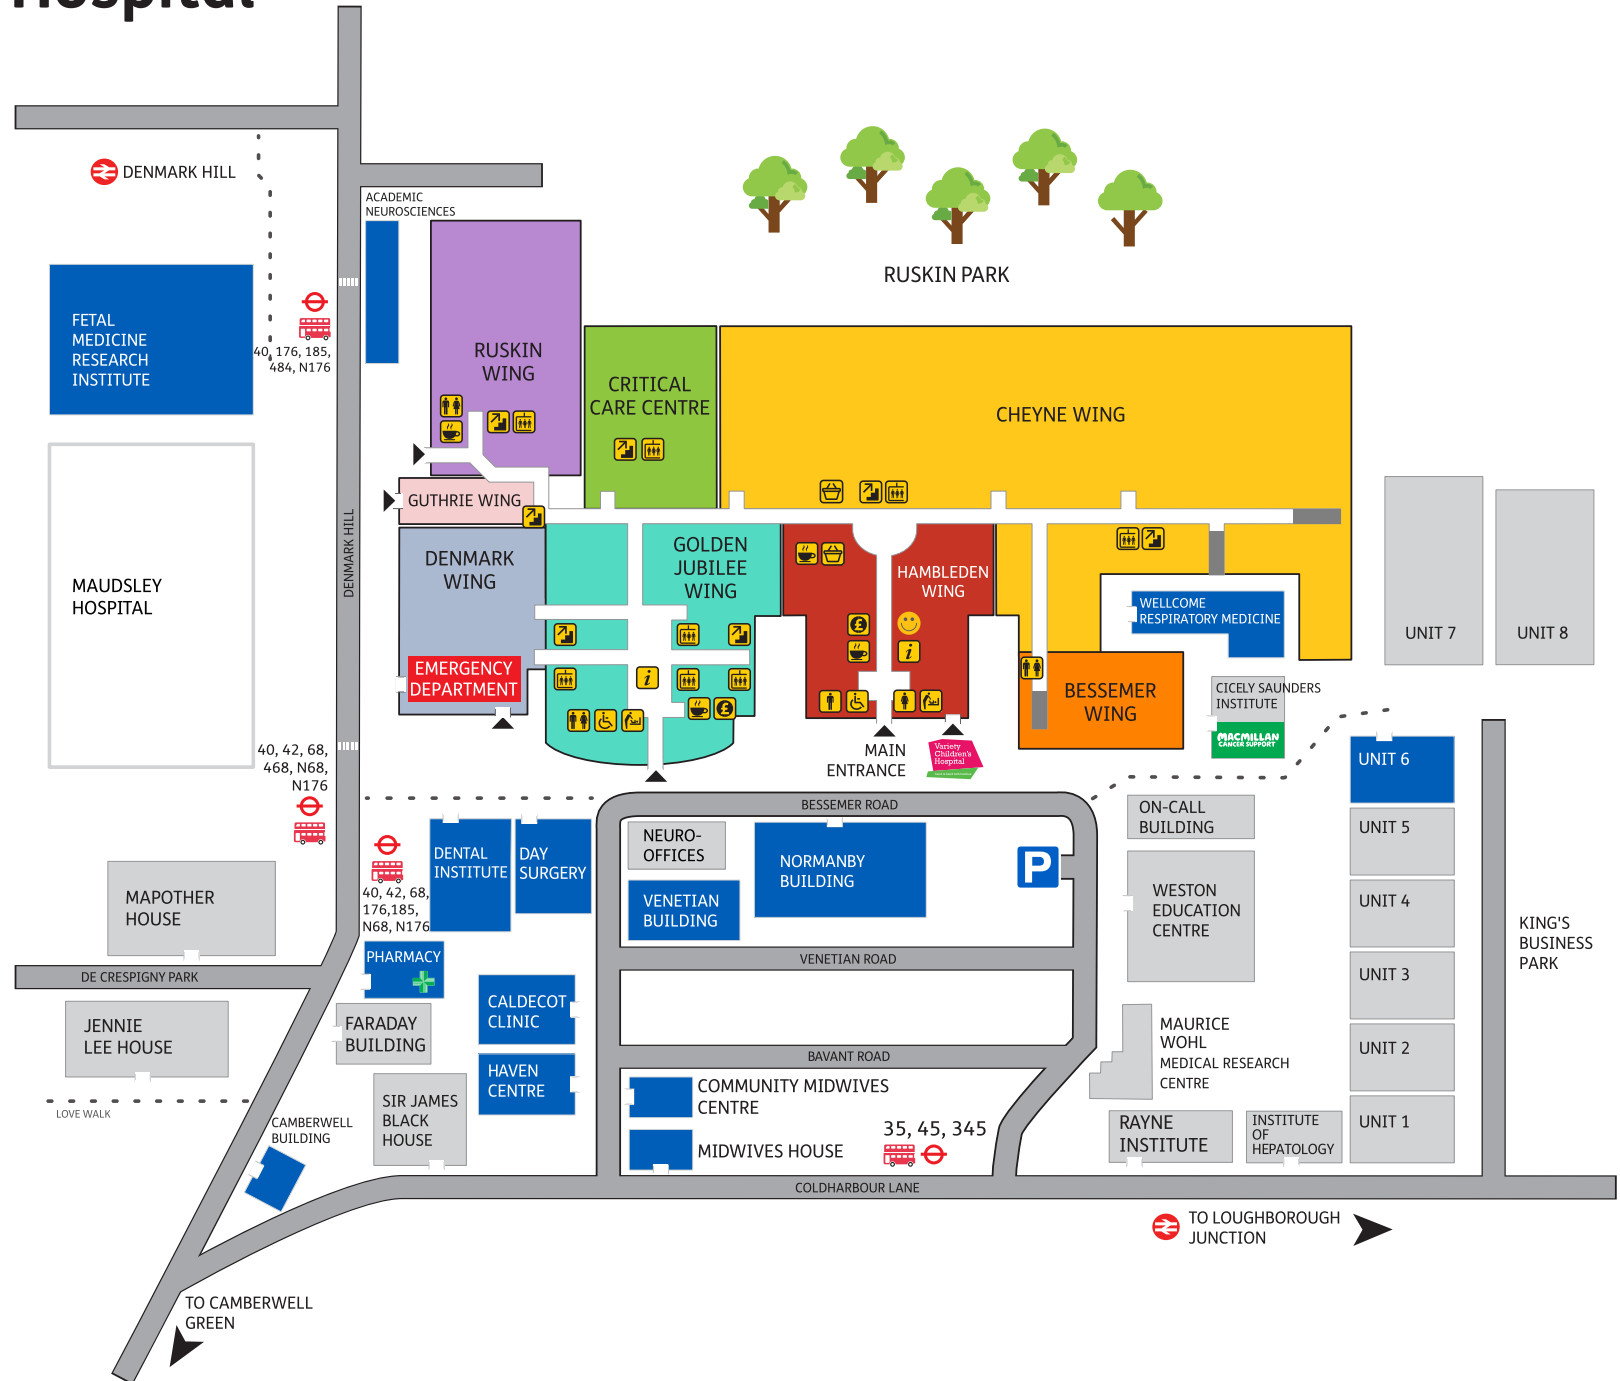 Hospital
DENMARK HILL
ACADEMIC
NEUROSCIENCES
RUSKIN PARK
FETAL
MEDICINE
RESEARCH
INSTITUTE
40, 176, 185,
484, N176
RUSKIN
WING
CRITICAL
CARE CENTRE
CHEYNE WING
GUTHRIE WING
DENMARK HILL
MAUDSLEY
HOSPITAL
DENMARK
WING
EMERGENCY
DEPARTMENT
GOLDEN
JUBILEE
WING
HAMBLEDEN
WING
i
£
£
i
WELLCOME
RESPIRATORY MEDICINE
UNIT 7
UNIT 8
BESSEMER
WING
CICELY SAUNDERS
INSTITUTE
MACMILLAN
CANCER SUPPORT
MAIN
ENTRANCE
Variety
Children's
Hospital
40, 42, 68,
468, N68,
N176
BESSEMER ROAD
UNIT 6
UNIT 5
UNIT 4
UNIT 3
UNIT 2
UNIT 1
KING'S
BUSINESS
PARK
ON-CALL
BUILDING
WESTON
EDUCATION
CENTRE
P
NEURO-
OFFICES
NORMANBY
BUILDING
VENETIAN
BUILDING
DENTAL
INSTITUTE
DAY
SURGERY
40, 42, 68,
176,185,
N68, N176
MAPOTHER
HOUSE
PHARMACY
VENETIAN ROAD
DE CRESPIGNY PARK
JENNIE
LEE HOUSE
FARADAY
BUILDING
CALDECOT
CLINIC
HAVEN
CENTRE
BAVANT ROAD
MAURICE
WOHL
MEDICAL RESEARCH
CENTRE
LOVE WALK
CAMBERWELL
BUILDING
SIR JAMES
BLACK
HOUSE
COMMUNITY MIDWIVES
CENTRE
MIDWIVES HOUSE
35, 45, 345
RAYNE
INSTITUTE
INSTITUTE
OF
HEPATOLOGY
COLDHARBOUR LANE
TO LOUGHBOROUGH
JUNCTION
TO CAMBERWELL
GREEN